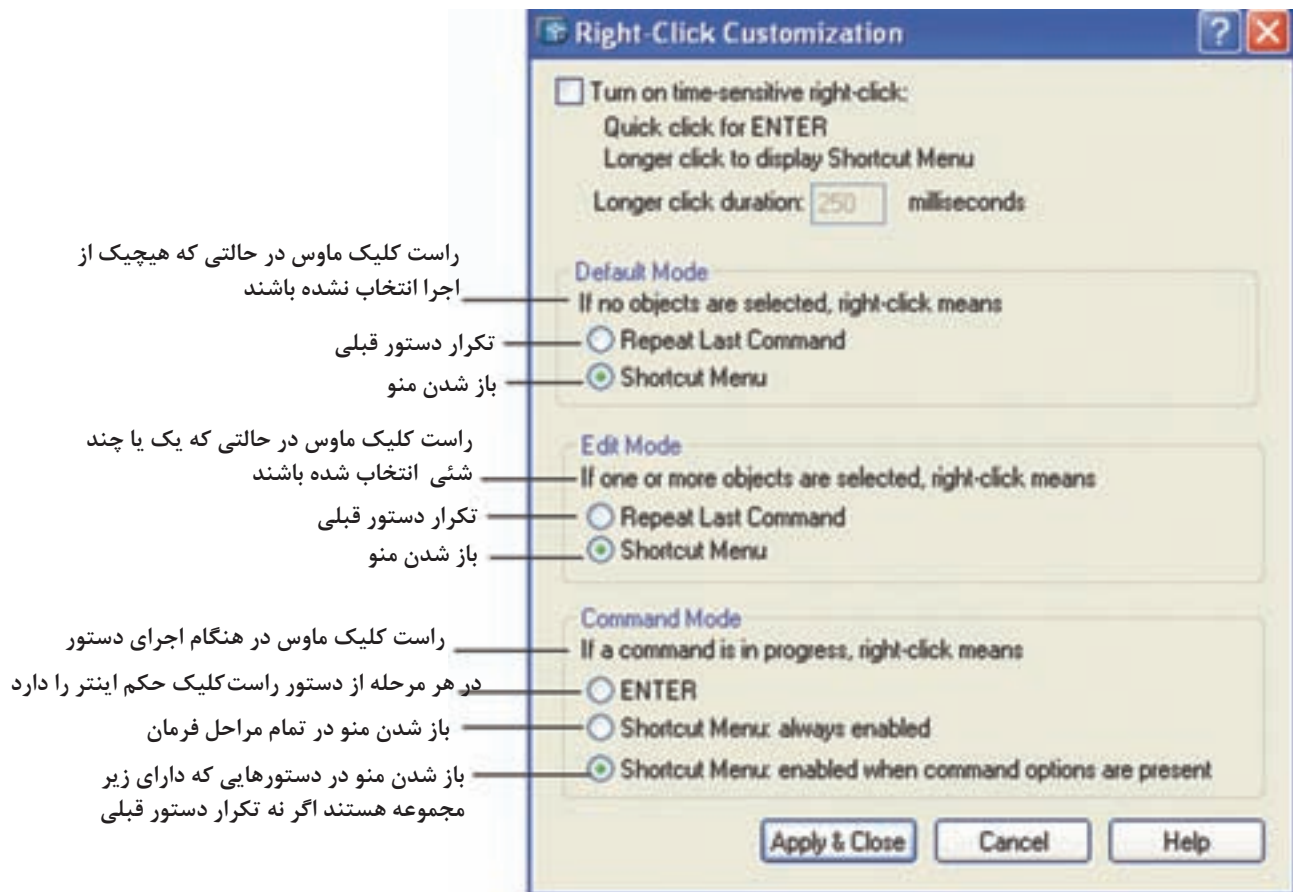 Right-Click Customization
Turn on time-sensitive right-click:
Quick click for ENTER
Longer click to display Shortcut Menu
Longer click duration: 250 milliseconds
راست کلیک ماوس در حالتی که هیچیک از
اجرا انتخاب نشده باشند
Default Mode
If no objects are selected, right-click means
تکرار دستور قبلی
Repeat Last Command
باز شدن منو
Shortcut Menu
راست کلیک ماوس در حالتی که یک یا چند
شئی انتخاب شده باشند
Edit Mode
If one or more objects are selected, right-click means
تکرار دستور قبلی
Repeat Last Command
باز شدن منو
Shortcut Menu
Command Mode
راست کلیک ماوس در هنگام اجرای دستور
If a command is in progress, right-click means
در هر مرحله از دستور راست‌کلیک حکم اینتر را دارد
ENTER
باز شدن منو در تمام مراحل فرمان
Shortcut Menu: always enabled
باز شدن منو در دستورهایی که دارای زیر
مجموعه هستند اگر نه تکرار دستور قبلی
Shortcut Menu: enabled when command options are present
Apply & Close
Cancel
Help